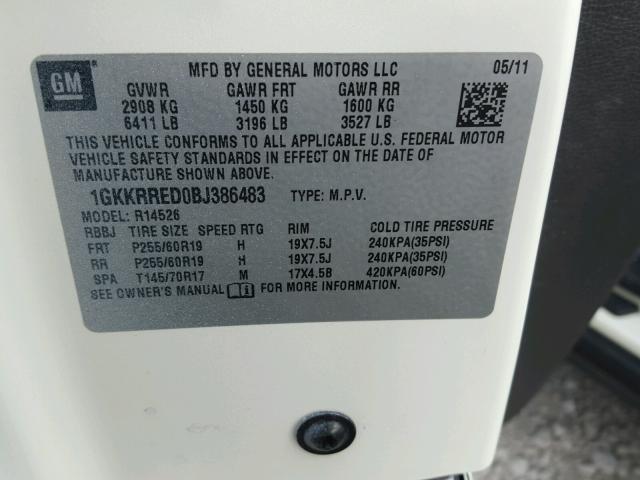 GM
MFD BY GENERAL MOTORS LLC 05/11
GVWR GAWR FRT GAWR RR
2908 KG 1450 KG 1600 KG
6411 LB 3196 LB 3527 LB
THIS VEHICLE CONFORMS TO ALL APPLICABLE U.S. FEDERAL MOTOR
VEHICLE SAFETY STANDARDS IN EFFECT ON THE DATE OF
MANUFACTURE SHOWN ABOVE.
1GKKRRED0BJ386483 TYPE: M.P.V.
MODEL: R14526
RBBJ TIRE SIZE SPEED RTG RIM COLD TIRE PRESSURE
FRT P255/60R19 H 19X7.5J 240KPA(35PSI)
RR P255/60R19 H 19X7.5J 240KPA(35PSI)
SPA T145/70R17 M 17X4.5B 420KPA(60PSI)
SEE OWNER'S MANUAL FOR MORE INFORMATION.